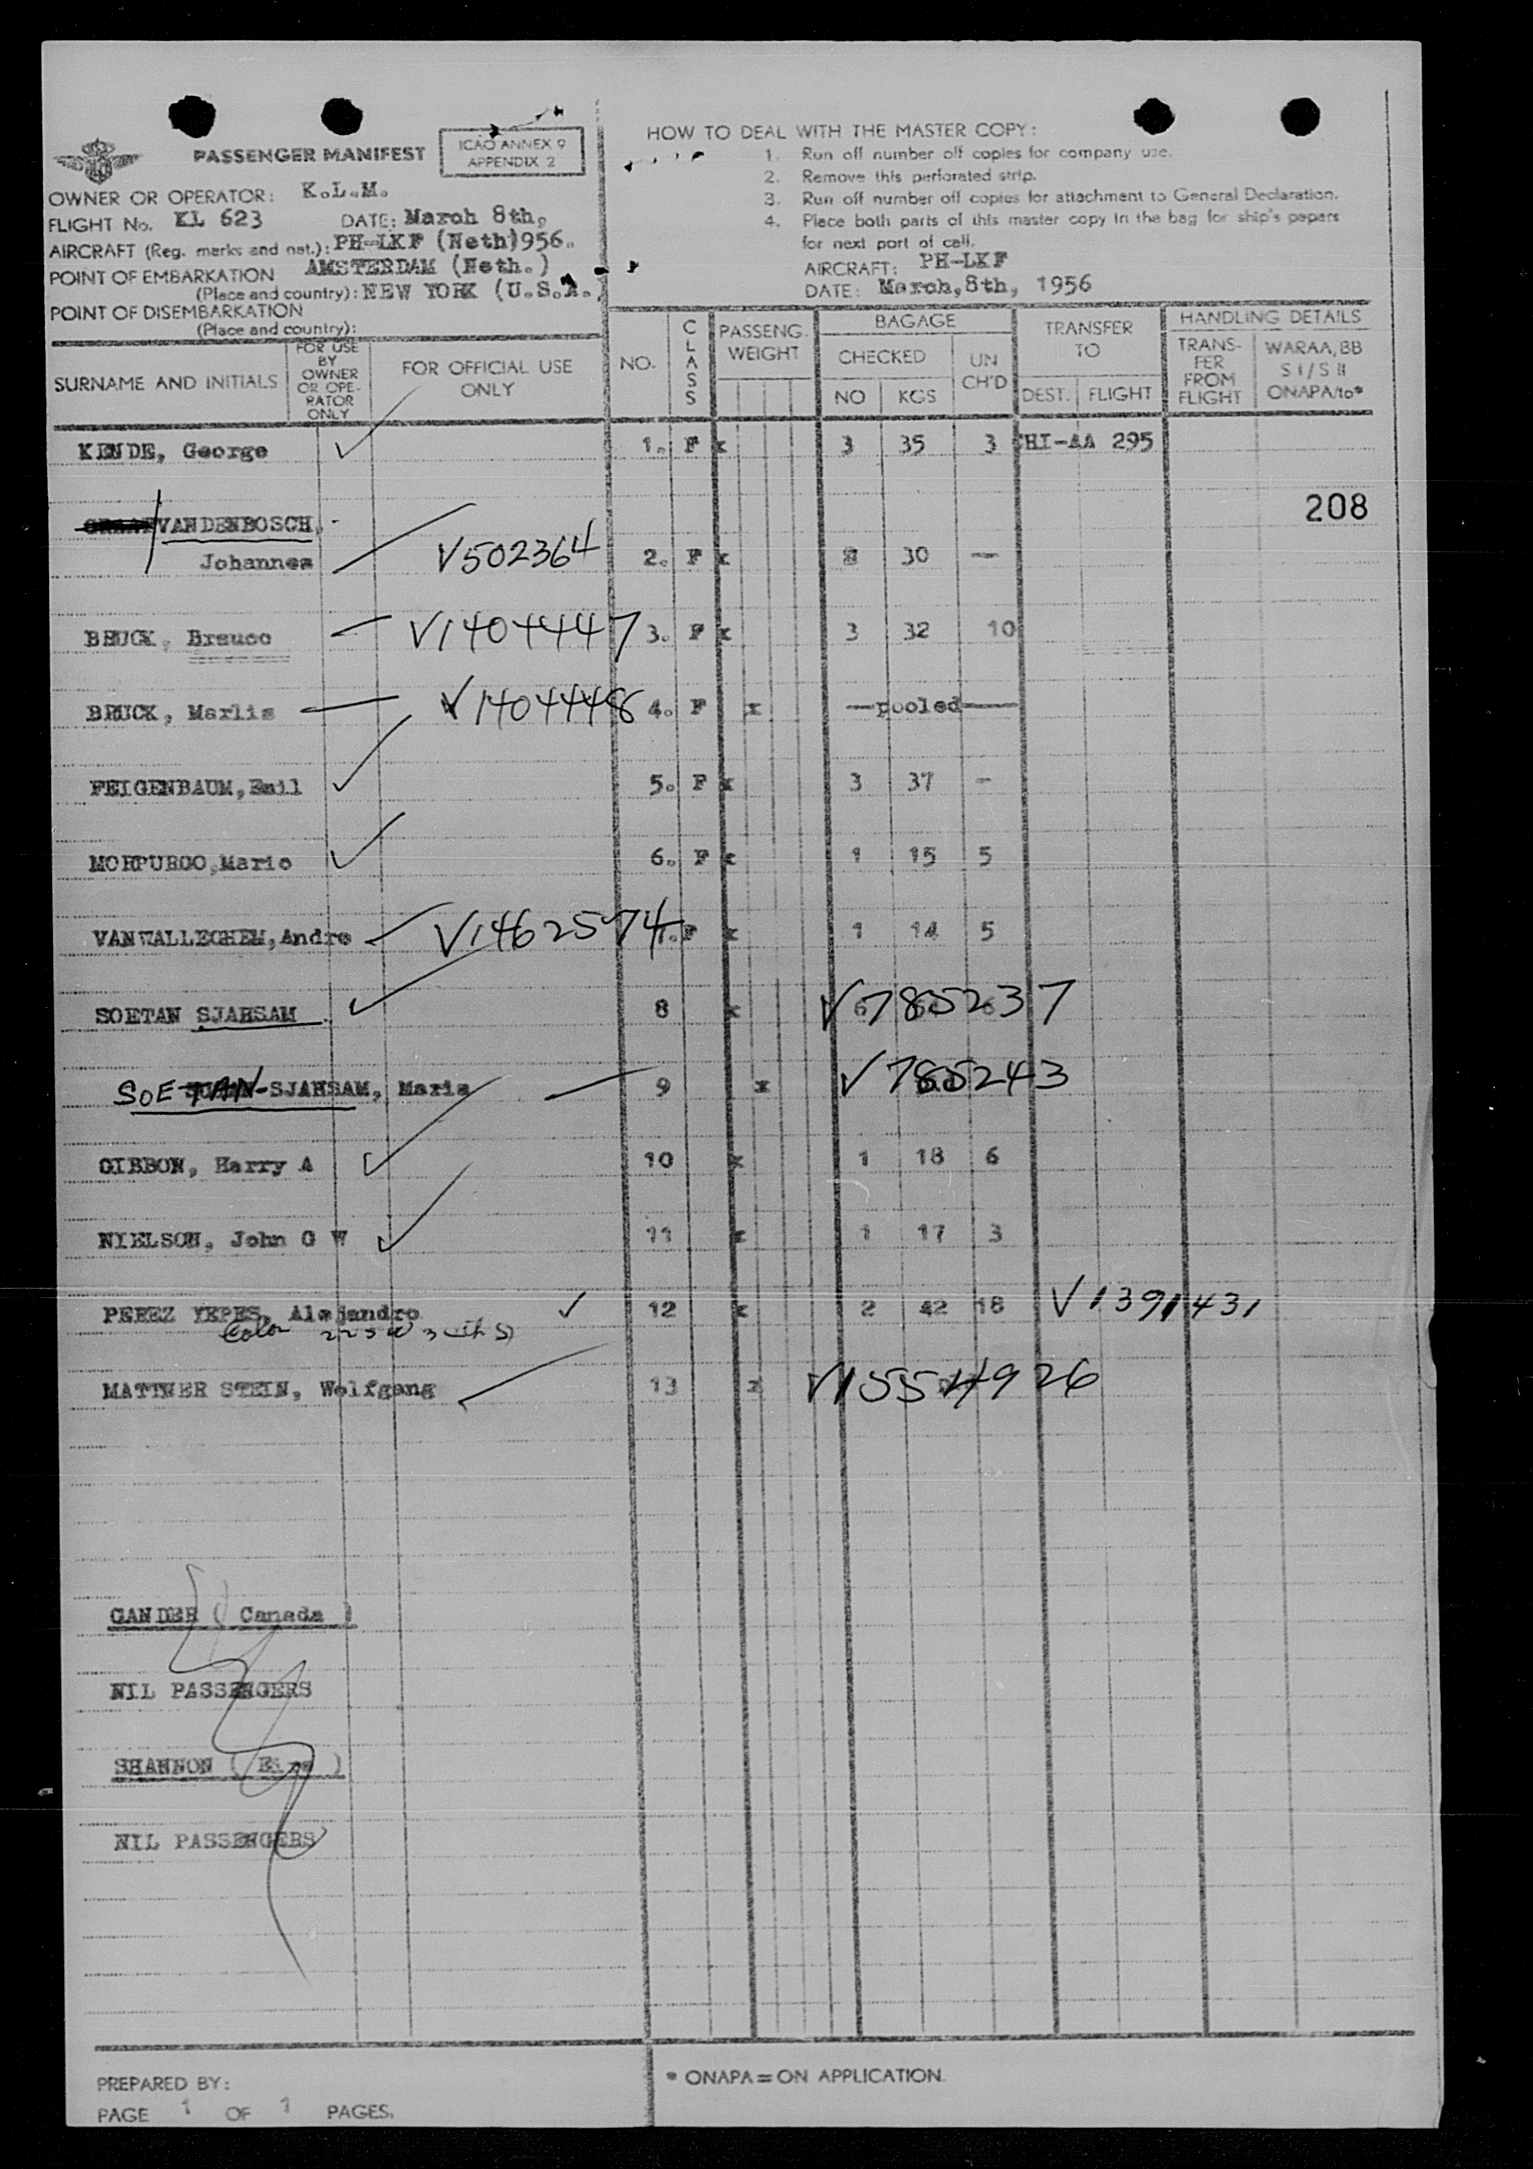 PASSENGER MANIFEST
ICAO ANNEX 9
APPENDIX 2
OWNER OR OPERATOR: K.L.M.
FLIGHT No. KL 623 DATE: March 8th,
AIRCRAFT (Reg. marks and nat.): PH-LKF (Neth) 956.
POINT OF EMBARKATION AMSTERDAM (Neth.)
(Place and country): NEW YORK (U.S.A.)
POINT OF DISEMBARKATION
(Place and country):
HOW TO DEAL WITH THE MASTER COPY:
1. Run off number off copies for company use.
2. Remove this perforated strip.
3. Run off number off copies for attachment to General Declaration.
4. Place both parts of this master copy in the bag for ship's papers
for next port of call.
AIRCRAFT: PH-LKF
DATE: March, 8th, 1956
SURNAME AND INITIALS
FOR USE BY OWNER OR OPE-RATOR ONLY
FOR OFFICIAL USE ONLY
NO.
CLASS
PASSENG. WEIGHT
BAGAGE
CHECKED
NO KGS
UN CH'D
TRANSFER TO
DEST. FLIGHT
HANDLING DETAILS
TRANS-FER FROM FLIGHT
WARAA, BB S I / S II ONAPA/to*
KENDE, George 1. F x 3 35 3 CHI-AA 295
208
VANDENBOSCH,
Johannes V502364 2. F x 2 30 —
BRUCK, Brauco V1404447 3. F x 3 32 10
BRUCK, Marlis V1404448 4. F x —pooled—
FEIGENBAUM, Emil 5. F x 3 37 -
MORPURGO, Mario 6. F x 1 15 5
VANWALLEGHEM, Andre V1462574 7. F x 1 14 5
SOETAN SJAHSAM 8 x 6 6 V785237
SOETAN-SJAHSAM, Maria 9 x V785243
GIBBON, Harry A 10 x 1 18 6
NIELSON, John G W 11 x 1 17 3
PEREZ YEPES, Alejandro 12 x 2 42 18 V1391431
MATTNER STEIN, Wolfgang 13 x V1554926
GANDER ( Canada )
NIL PASSENGERS
SHANNON ( Eire )
NIL PASSENGERS
PREPARED BY:
PAGE 1 OF 1 PAGES.
* ONAPA = ON APPLICATION.